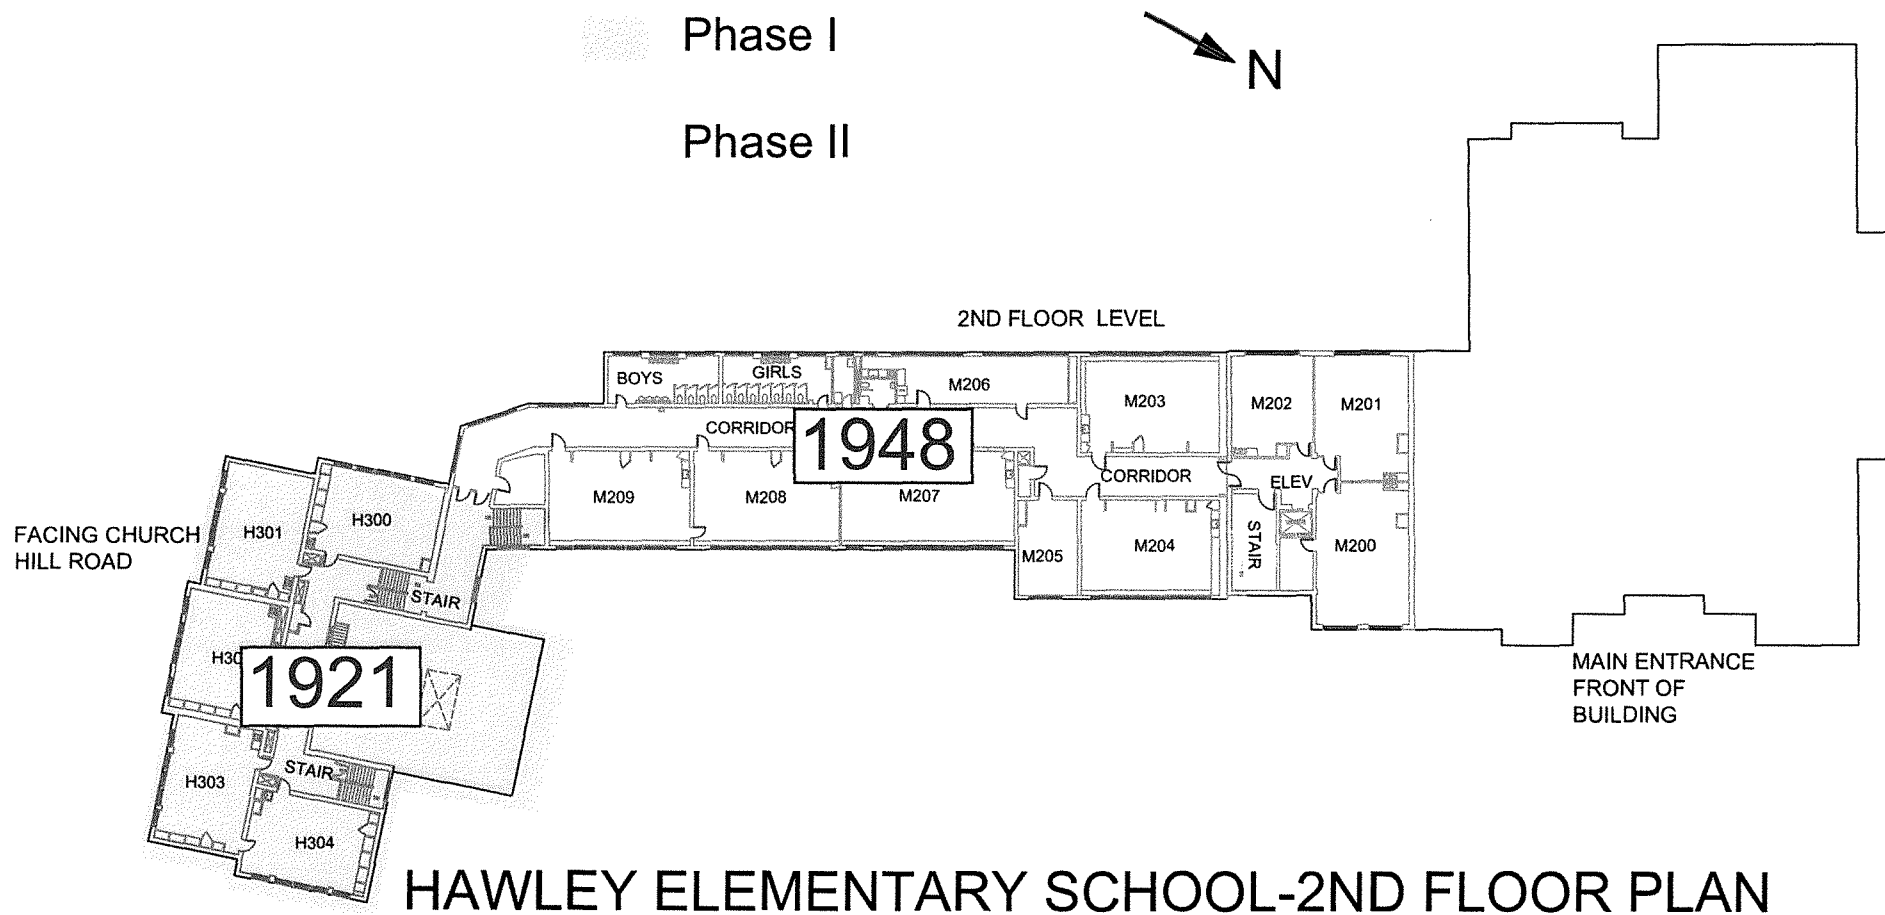 Phase I
N
Phase II
2ND FLOOR LEVEL
BOYS
GIRLS
M206
M203
M202
M201
CORRIDOR
1948
CORRIDOR
ELEV
M209
M208
M207
M205
M204
STAIR
M200
FACING CHURCH
HILL ROAD
H301
H300
STAIR
1921
H303
STAIR
H304
MAIN ENTRANCE
FRONT OF
BUILDING
HAWLEY ELEMENTARY SCHOOL-2ND FLOOR PLAN